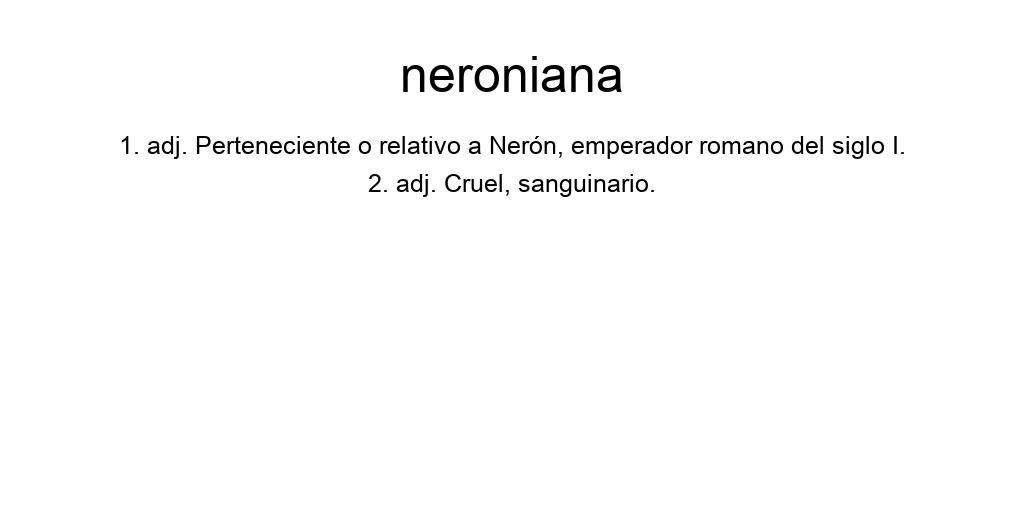 neroniana
1. adj. Perteneciente o relativo a Nerón, emperador romano del siglo I.
2. adj. Cruel, sanguinario.